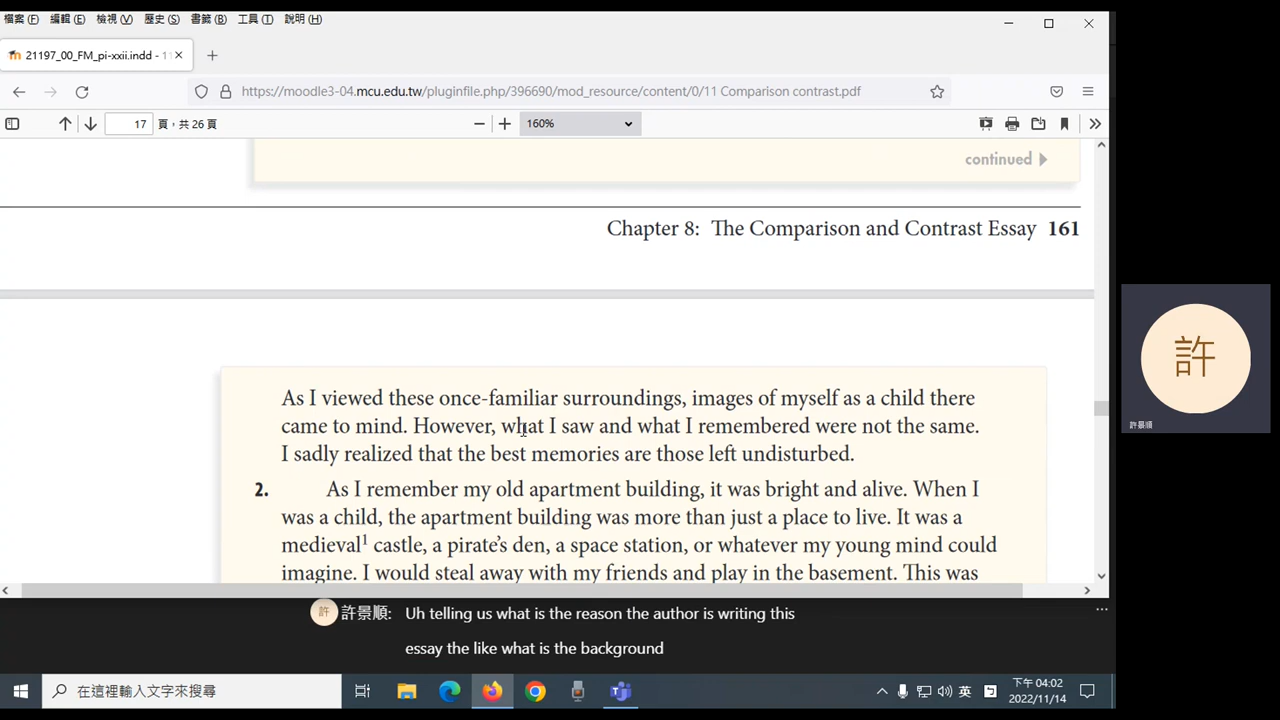 檔案(F) 編輯(E) 檢視(V) 歷史(S) 書籤(B) 工具(T) 說明(H)
21197_00_FM_pi-xxii.indd - 11
https://moodle3-04.mcu.edu.tw/pluginfile.php/396690/mod_resource/content/0/11 Comparison contrast.pdf
17 頁，共 26 頁
160%
continued
Chapter 8: The Comparison and Contrast Essay 161
As I viewed these once-familiar surroundings, images of myself as a child there
came to mind. However, what I saw and what I remembered were not the same.
I sadly realized that the best memories are those left undisturbed.
2. As I remember my old apartment building, it was bright and alive. When I
was a child, the apartment building was more than just a place to live. It was a
medieval1 castle, a pirate's den, a space station, or whatever my young mind could
imagine. I would steal away with my friends and play in the basement. This was
許
許景順
許 許景順: Uh telling us what is the reason the author is writing this
essay the like what is the background
在這裡輸入文字來搜尋
英
下午 04:02
2022/11/14